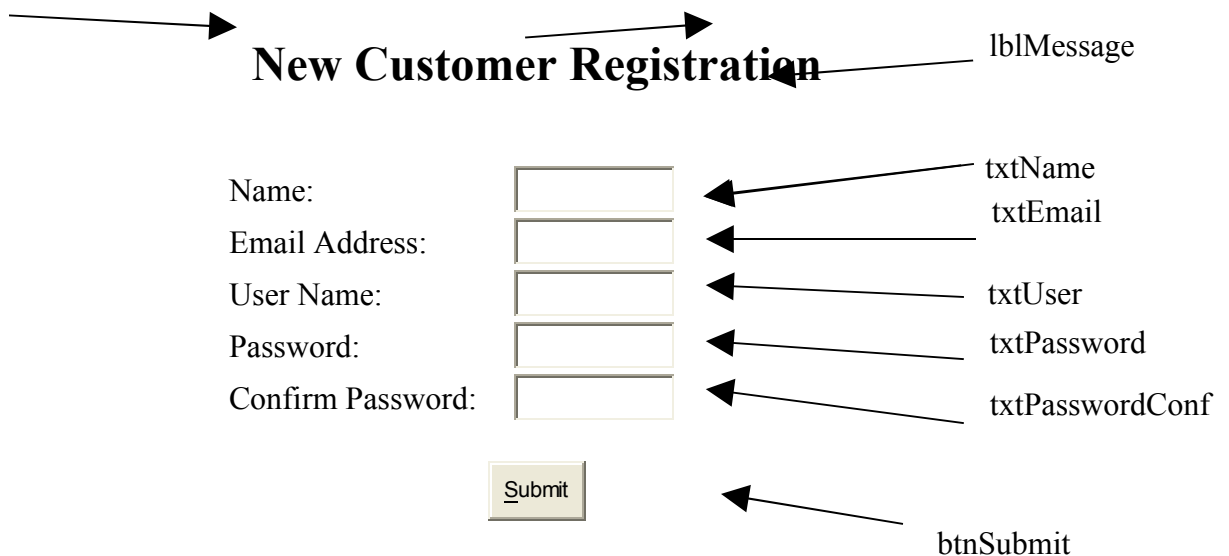 New Customer Registration
lblMessage
Name:
txtName
Email Address:
txtEmail
User Name:
txtUser
Password:
txtPassword
Confirm Password:
txtPasswordConf
Submit
btnSubmit